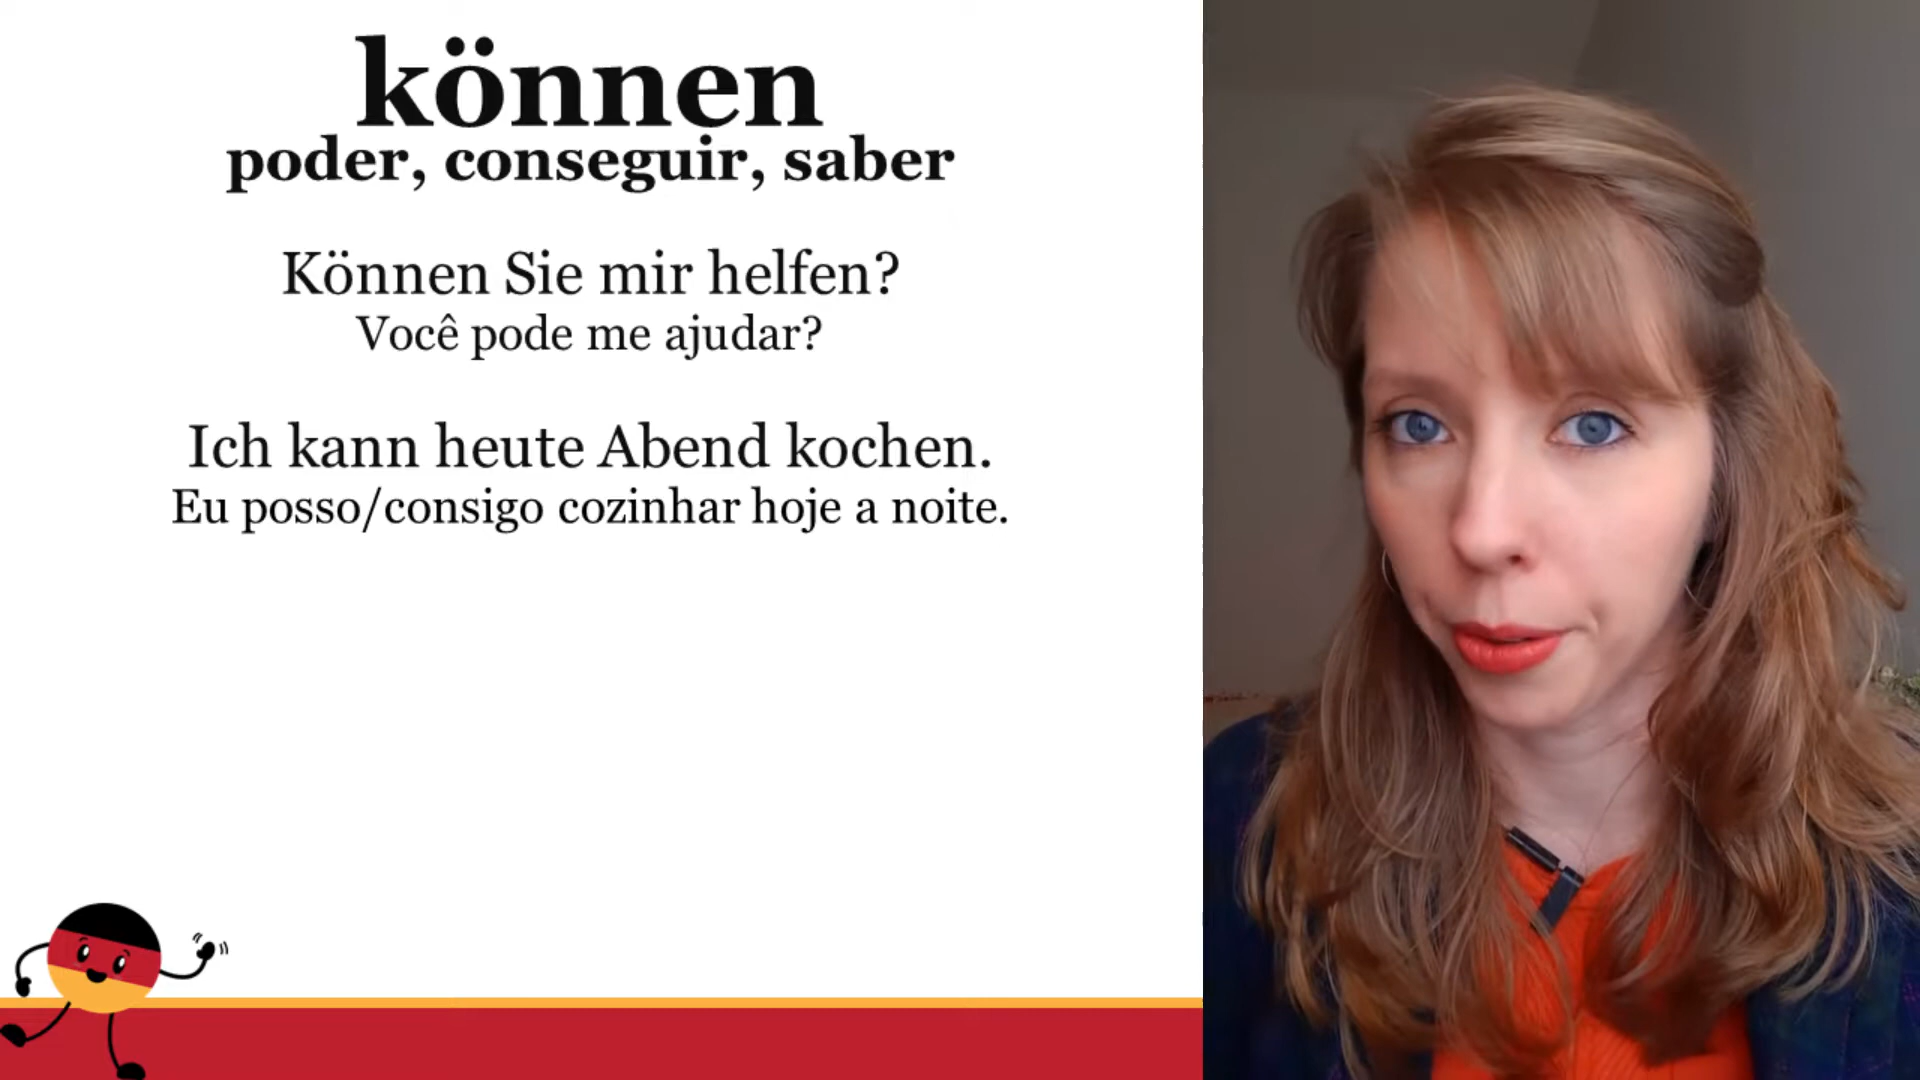 können
poder, conseguir, saber
Können Sie mir helfen?
Você pode me ajudar?
Ich kann heute Abend kochen.
Eu posso/consigo cozinhar hoje a noite.